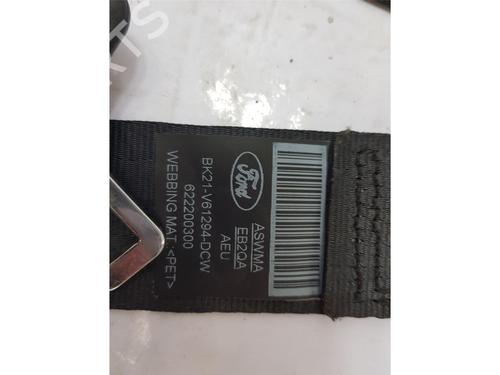 Ford
ASWMA
EB2QA
AEU
BK21-V61294-DCW
622200300
WEBBING MAT :<PET>